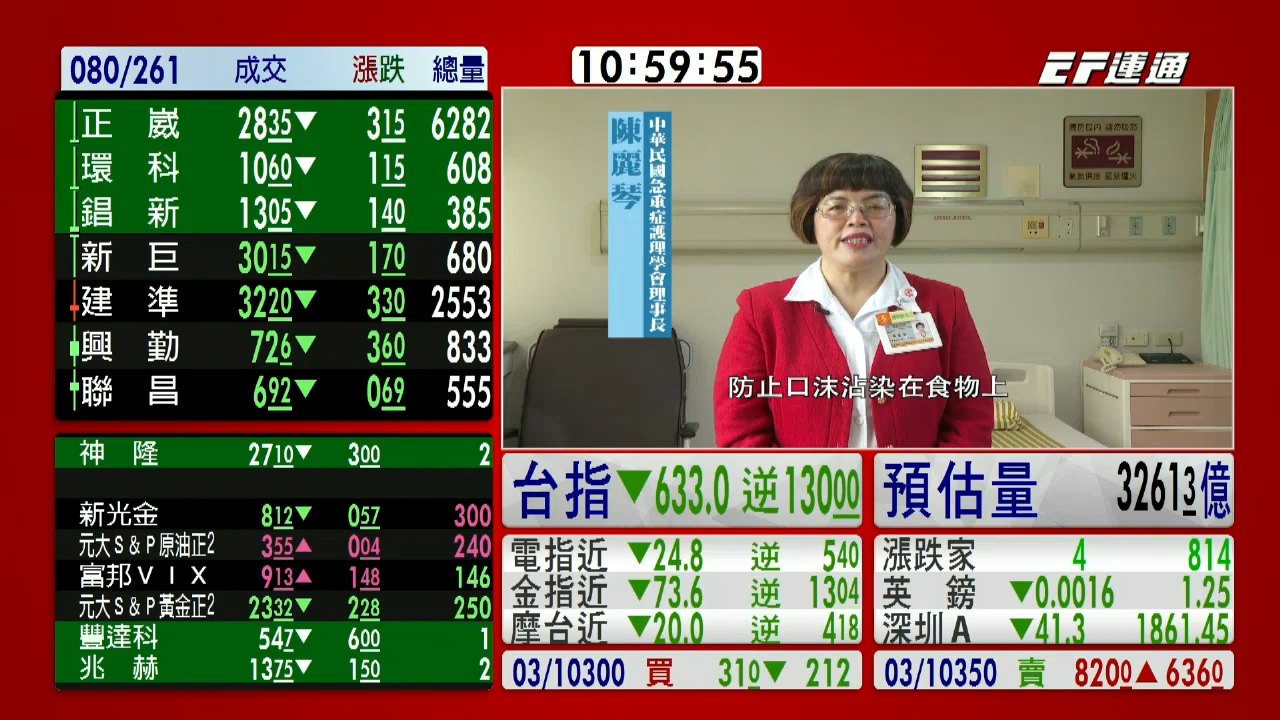 080/261 成交 漲跌 總量
10:59:55
EF運通
正崴 2835▼ 315 6282
環科 1060▼ 115 608
錩新 1305▼ 140 385
新巨 3015▼ 170 680
建準 3220▼ 330 2553
興勤 726▼ 360 833
聯昌 692▼ 069 555
中華民國急重症護理學會理事長
陳麗琴
防止口沫沾染在食物上
神隆 2710▼ 300 2
新光金 812▼ 057 300
元大S&P原油正2 355▲ 004 240
富邦VIX 913▲ 148 146
元大S&P黃金正2 2332▼ 228 250
豐達科 547▼ 600 1
兆赫 1375▼ 150 2
台指▼633.0 逆13000
預估量 32613億
電指近 ▼24.8 逆 540
金指近 ▼73.6 逆 1304
摩台近 ▼20.0 逆 418
漲跌家 4 814
英鎊 ▼0.0016 1.25
深圳A ▼41.3 1861.45
03/10300 買 310▼ 212
03/10350 賣 8200▲ 6360